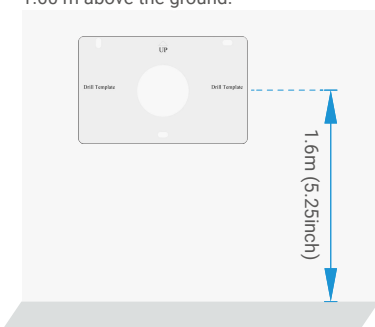 1.60 m above the ground.
UP
Drill Template
Drill Template
1.6m (5.25inch)